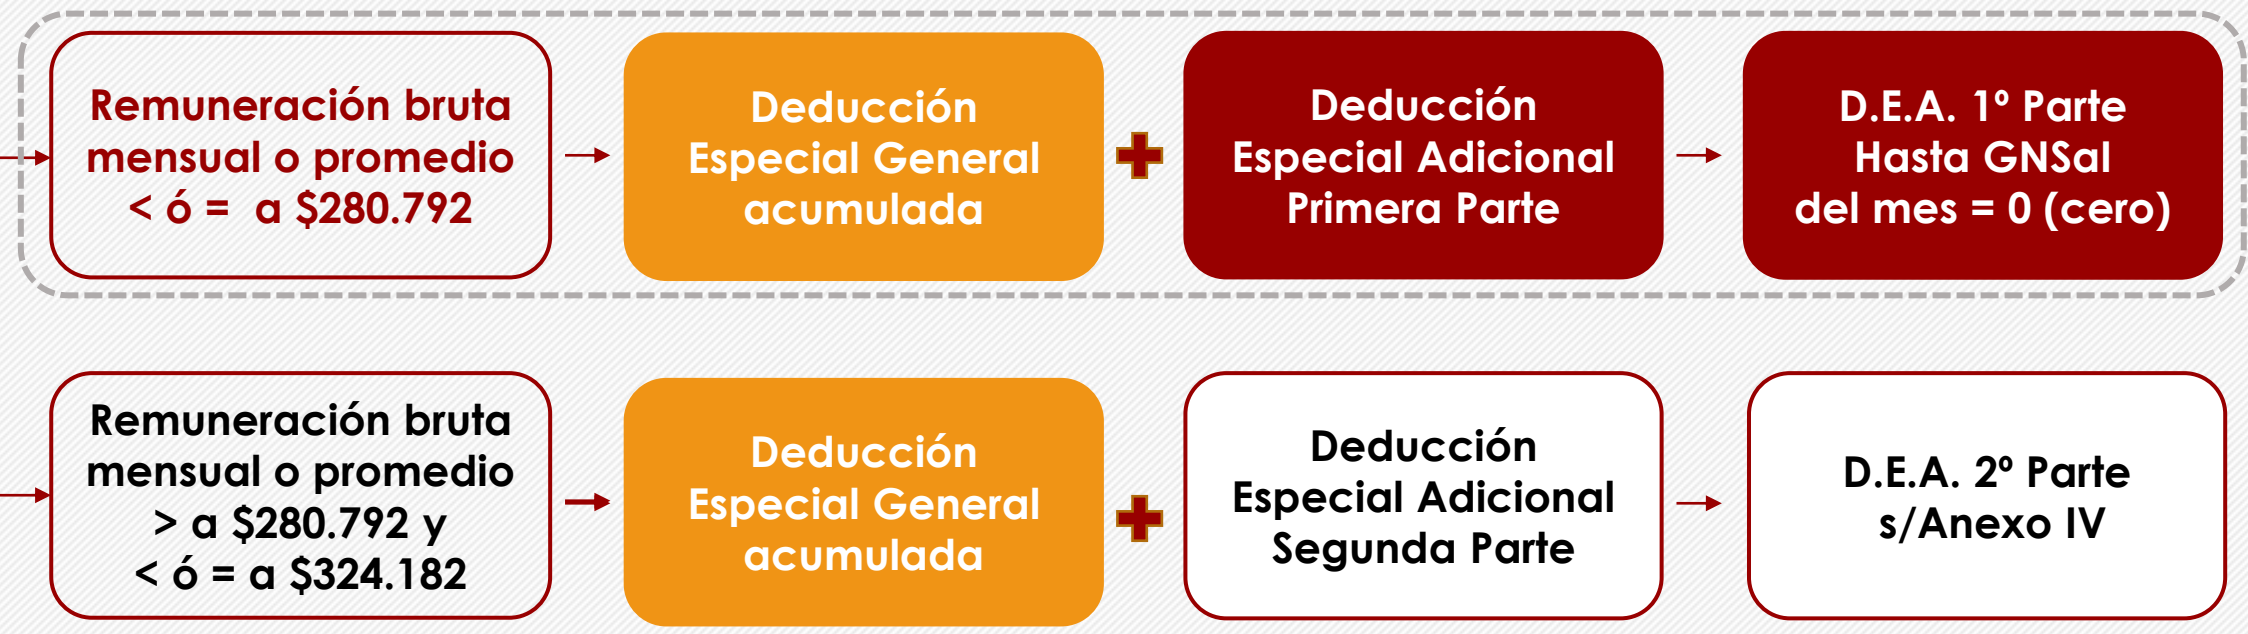 Remuneración bruta
mensual o promedio
< ó = a $280.792
Deducción
Especial General
acumulada
Deducción
Especial Adicional
Primera Parte
D.E.A. 1º Parte
Hasta GNSal
del mes = 0 (cero)
Remuneración bruta
mensual o promedio
> a $280.792 y
< ó = a $324.182
Deducción
Especial General
acumulada
Deducción
Especial Adicional
Segunda Parte
D.E.A. 2º Parte
s/Anexo IV